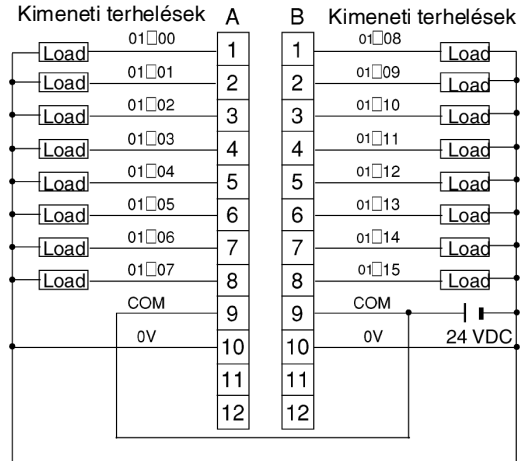 Kimeneti terhelések A B Kimeneti terhelések
Load 01□00 1 1 01□08 Load
Load 01□01 2 2 01□09 Load
Load 01□02 3 3 01□10 Load
Load 01□03 4 4 01□11 Load
Load 01□04 5 5 01□12 Load
Load 01□05 6 6 01□13 Load
Load 01□06 7 7 01□14 Load
Load 01□07 8 8 01□15 Load
COM 9 9 COM
0V 10 10 0V 24 VDC
11 11
12 12